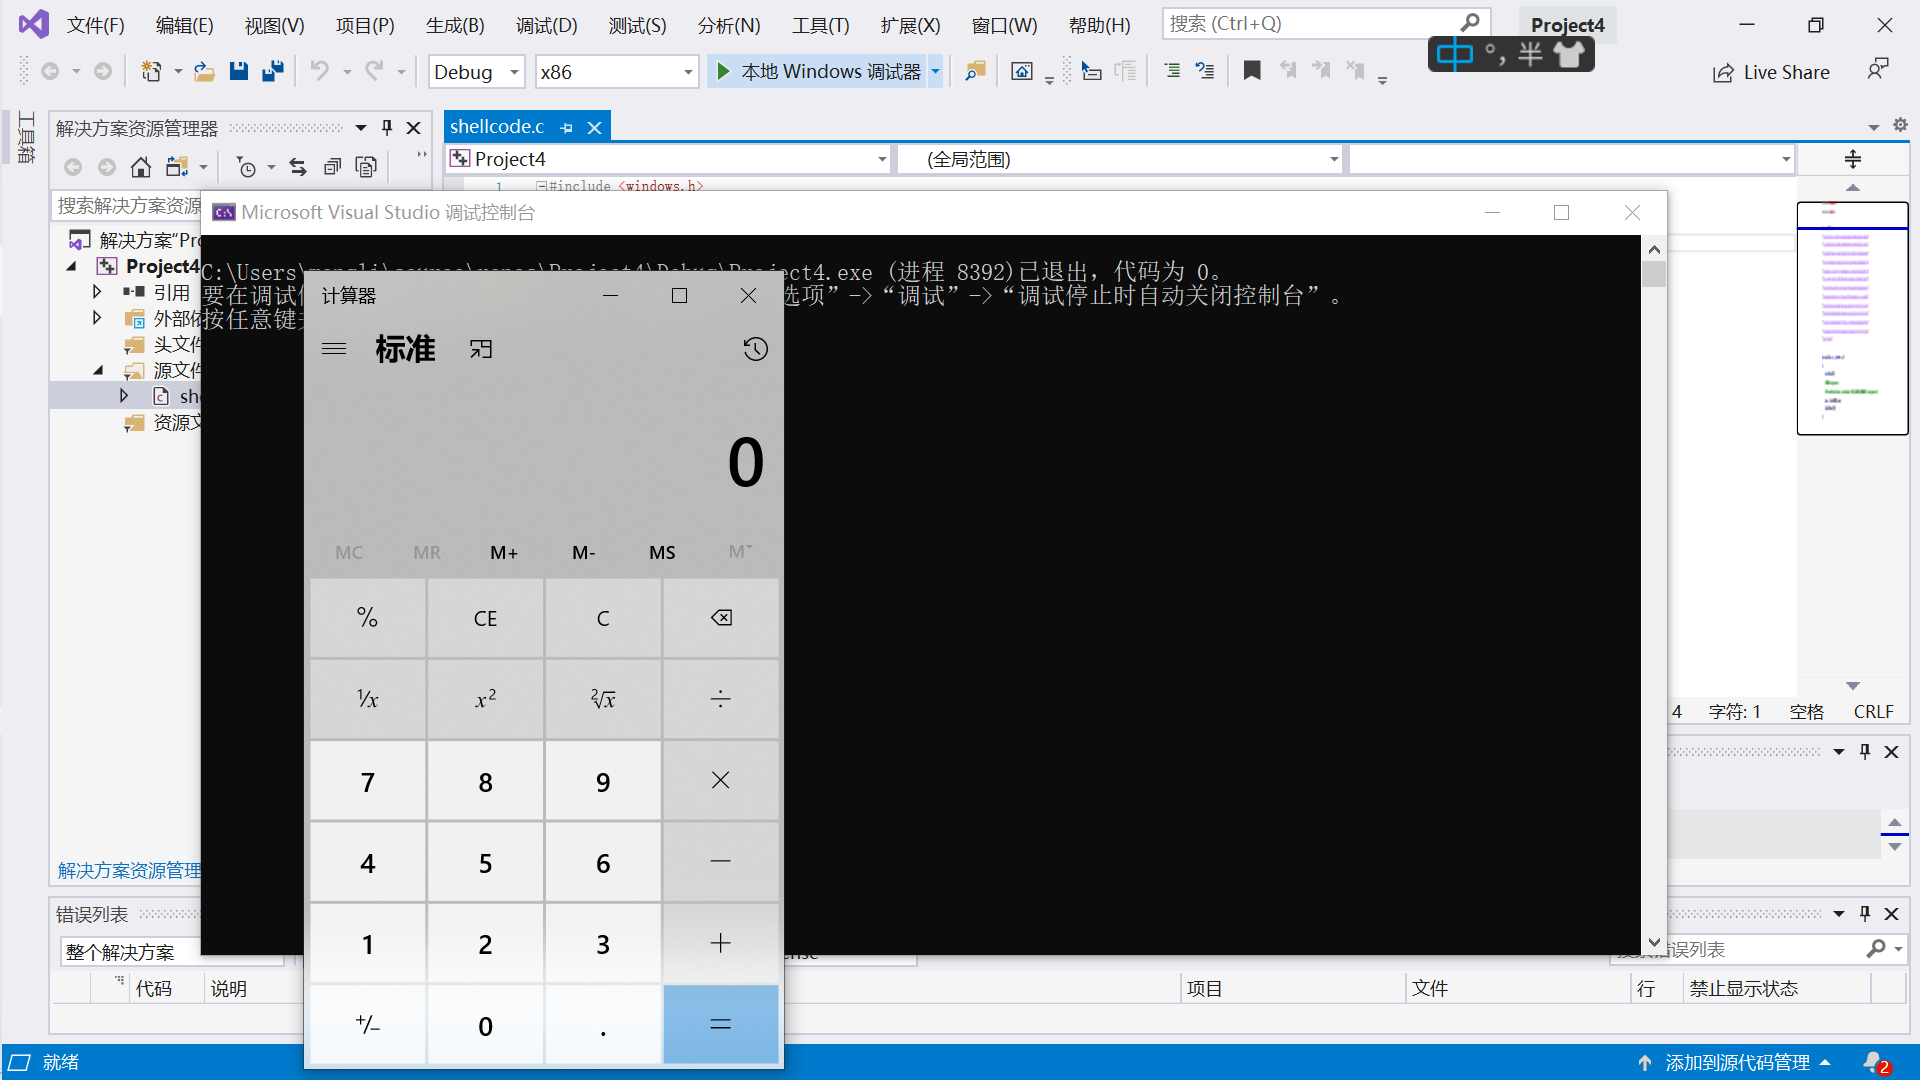 文件(F) 编辑(E) 视图(V) 项目(P) 生成(B) 调试(D) 测试(S) 分析(N) 工具(T) 扩展(X) 窗口(W) 帮助(H) 搜索 (Ctrl+Q) Project4
中 °, 半
Debug x86 本地 Windows 调试器 Live Share
工具箱
解决方案资源管理器
shellcode.c
Project4 (全局范围)
1 #include <windows.h>
搜索解决方案资源
Microsoft Visual Studio 调试控制台
解决方案"Pro
Project4
引用
外部依
头文件
源文件
she
资源文
C:\Users\ Project4.exe (进程 8392)已退出，代码为 0。
要在调试 选项”->“调试”->“调试停止时自动关闭控制台”。
按任意键
计算器
标准
0
MC MR M+ M- MS M˅
% CE C
1/x x² ²√x ÷
7 8 9 ×
4 5 6 −
1 2 3 +
+/− 0 . =
4 字符: 1 空格 CRLF
解决方案资源管理
错误列表
整个解决方案
代码 说明 项目 文件 行 禁止显示状态
就绪 添加到源代码管理 2